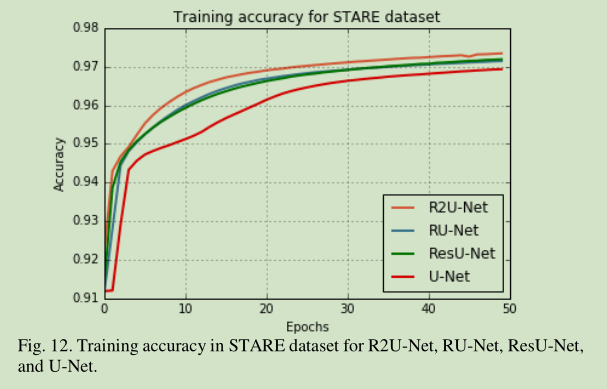 Training accuracy for STARE dataset
0.98
0.97
0.96
0.95
0.94
0.93
0.92
0.91
Accuracy
R2U-Net
RU-Net
ResU-Net
U-Net
0 10 20 30 40 50
Epochs
Fig. 12. Training accuracy in STARE dataset for R2U-Net, RU-Net, ResU-Net,
and U-Net.